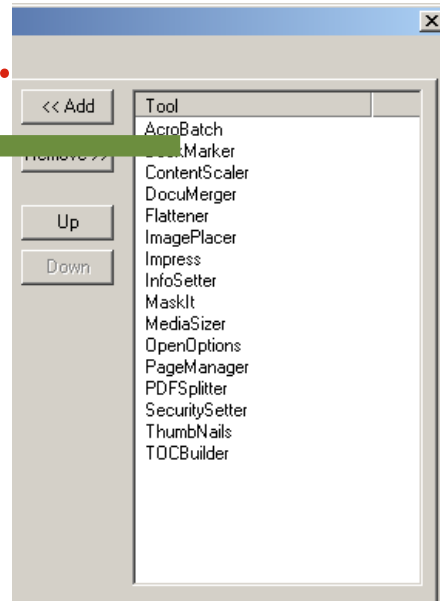 << Add
Tool
AcroBatch
ContentScaler
DocuMerger
Up
Flattener
ImagePlacer
Down
Impress
InfoSetter
MaskIt
MediaSizer
OpenOptions
PageManager
PDFSplitter
SecuritySetter
ThumbNails
TOCBuilder